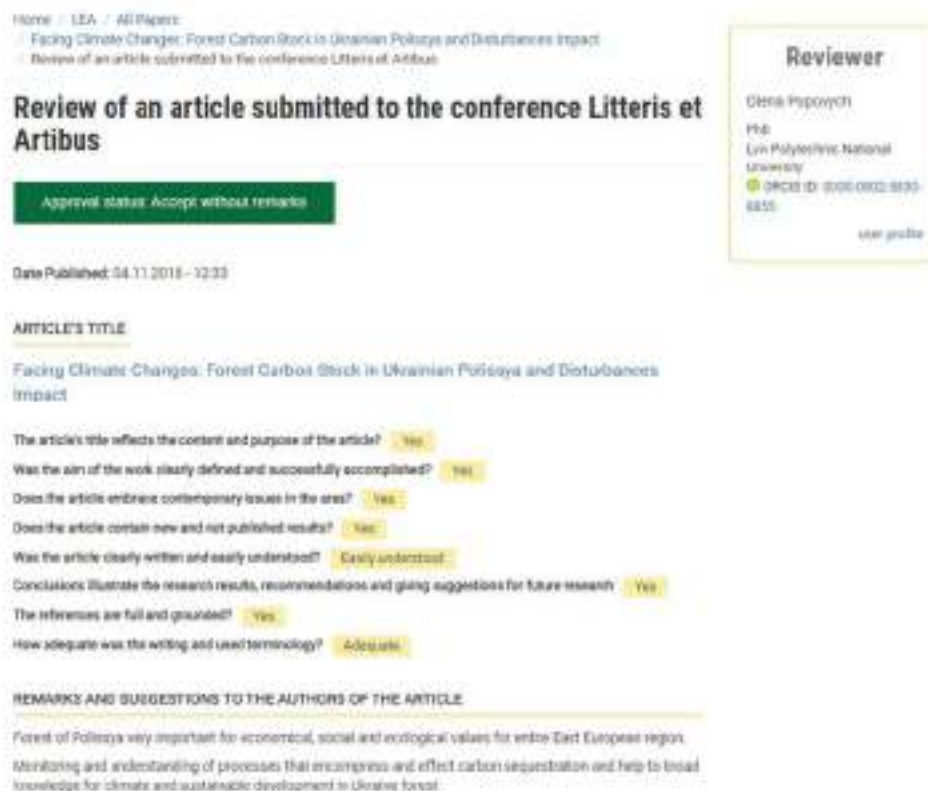 Home / LEA / All Papers
/ Facing Climate Changes: Forest Carbon Stock in Ukrainian Polissya and Disturbances Impact
/ Review of an article submitted to the conference Litteris et Artibus
Review of an article submitted to the conference Litteris et
Artibus
Approval status: Accept without remarks
Date Published: 04.11.2018 - 12:33
ARTICLE'S TITLE
Facing Climate Changes: Forest Carbon Stock in Ukrainian Polissya and Disturbances
Impact
The article's title reflects the content and purpose of the article? Yes
Was the aim of the work clearly defined and successfully accomplished? Yes
Does the article embrace contemporary issues in the area? Yes
Does the article contain new and not published results? Yes
Was the article clearly written and easily understood? Easily understood
Conclusions illustrate the research results, recommendations and giving suggestions for future research Yes
The references are full and grounded? Yes
How adequate was the writing and used terminology? Adequate
REMARKS AND SUGGESTIONS TO THE AUTHORS OF THE ARTICLE
Forest of Polissya very important for economical, social and ecological values for entire East European region.
Monitoring and understanding of processes that encompress and effect carbon sequestration and help to broad
knowledge for climate and sustainable development in Ukraine forest
Reviewer
Olena Popovych
PhD
Lviv Polytechnic National
University
ORCID ID:
user profile